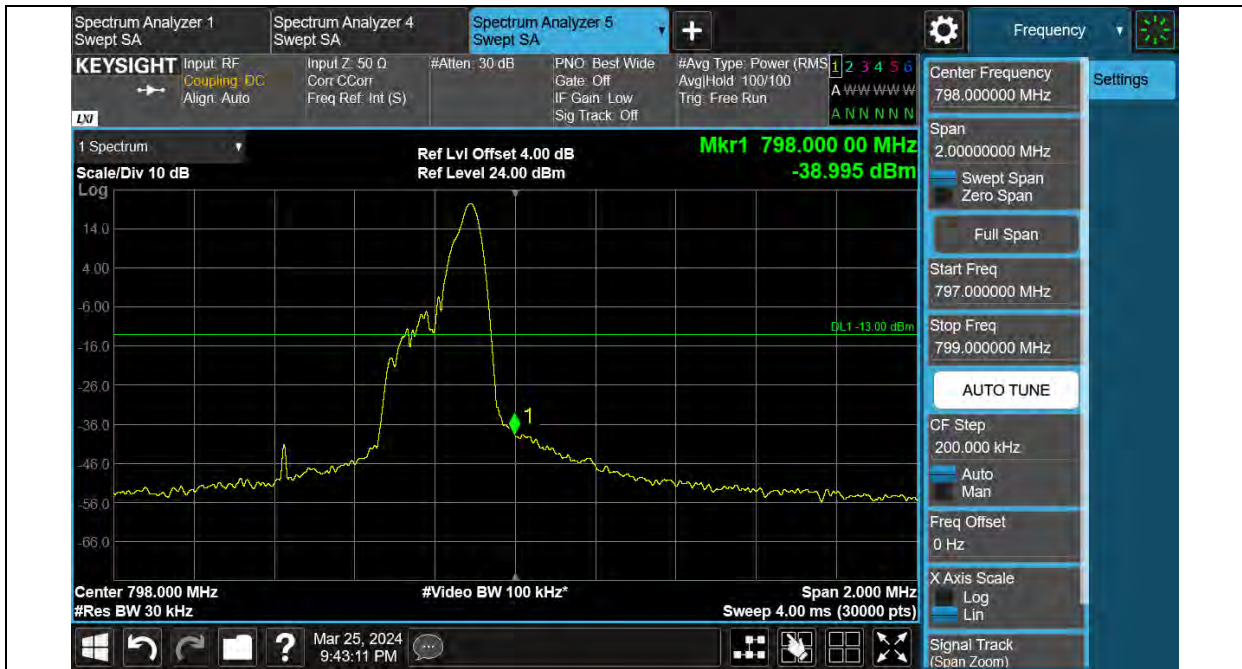 Spectrum Analyzer 1
Swept SA
Spectrum Analyzer 4
Swept SA
Spectrum Analyzer 5
Swept SA
Frequency
KEYSIGHT
LXI
Input: RF
Coupling: DC
Align: Auto
Input Z: 50 Ω
Corr CCorr
Freq Ref: Int (S)
#Atten: 30 dB
PNO: Best Wide
Gate: Off
IF Gain: Low
Sig Track: Off
#Avg Type: Power (RMS
Avg|Hold: 100/100
Trig: Free Run
1 2 3 4 5 6
A W W W W W
A N N N N N
1 Spectrum
Scale/Div 10 dB
Log
Ref Lvl Offset 4.00 dB
Ref Level 24.00 dBm
Mkr1 798.000 00 MHz
-38.995 dBm
14.0
4.00
-6.00
-16.0
-26.0
-36.0
-46.0
-56.0
-66.0
DL1 -13.00 dBm
1
Center 798.000 MHz
#Res BW 30 kHz
#Video BW 100 kHz*
Span 2.000 MHz
Sweep 4.00 ms (30000 pts)
Center Frequency
798.000000 MHz
Span
2.00000000 MHz
Swept Span
Zero Span
Full Span
Start Freq
797.000000 MHz
Stop Freq
799.000000 MHz
AUTO TUNE
CF Step
200.000 kHz
Auto
Man
Freq Offset
0 Hz
X Axis Scale
Log
Lin
Signal Track
(Span Zoom)
Settings
?
Mar 25, 2024
9:43:11 PM